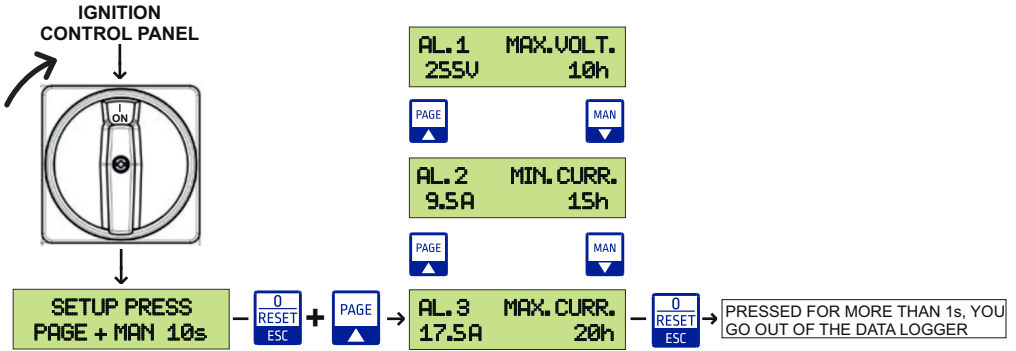 IGNITION
CONTROL PANEL
I
ON
AL.1 MAX.VOLT.
255V 10h
PAGE
MAN
AL.2 MIN.CURR.
9.5A 15h
PAGE
MAN
SETUP PRESS
PAGE + MAN 10s
0
RESET
ESC
+
PAGE
AL.3 MAX.CURR.
17.5A 20h
0
RESET
ESC
PRESSED FOR MORE THAN 1s, YOU
GO OUT OF THE DATA LOGGER